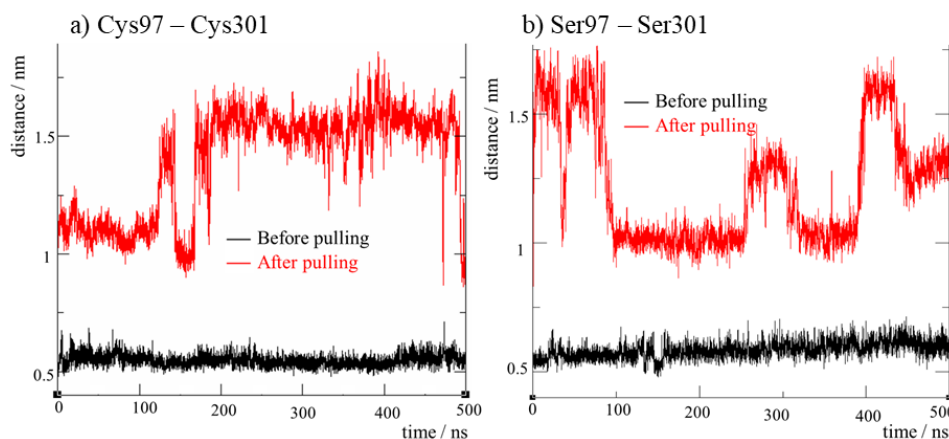 a) Cys97 – Cys301
distance / nm
1.5
1
0.5
0
100
200
300
400
500
time / ns
Before pulling
After pulling
b) Ser97 – Ser301
distance / nm
1.5
1
0.5
0
100
200
300
400
500
time / ns
Before pulling
After pulling